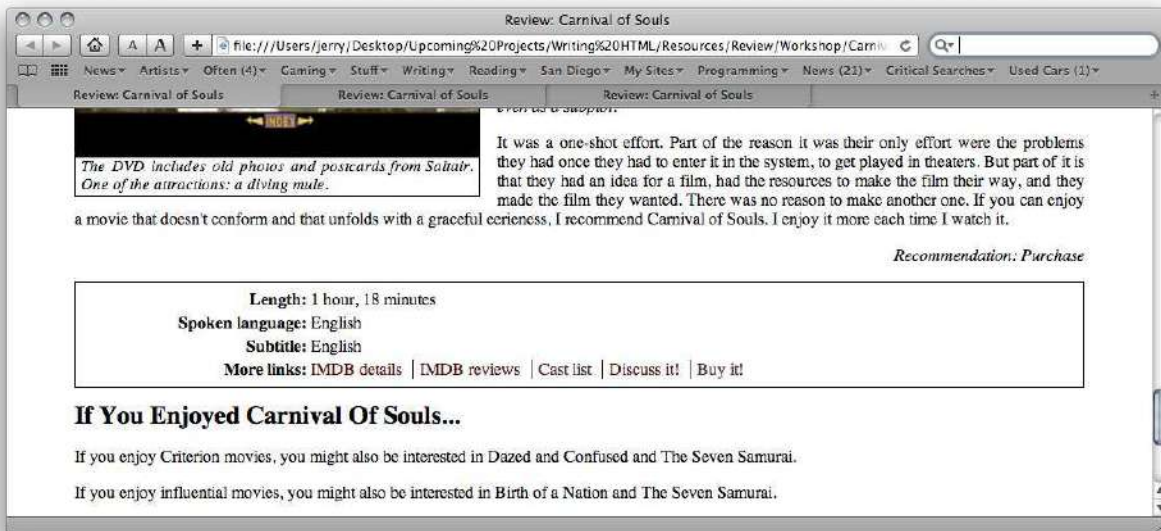 Review: Carnival of Souls
A A + file:///Users/jerry/Desktop/Upcoming%20Projects/Writing%20HTML/Resources/Review/Workshop/Carniv
News Artists Often (4) Gaming Stuff Writing Reading San Diego My Sites Programming News (21) Critical Searches Used Cars (1)
Review: Carnival of Souls Review: Carnival of Souls Review: Carnival of Souls
even as a subplot.
INDEX
The DVD includes old photos and postcards from Saltair.
One of the attractions: a diving mule.
It was a one-shot effort. Part of the reason it was their only effort were the problems
they had once they had to enter it in the system, to get played in theaters. But part of it is
that they had an idea for a film, had the resources to make the film their way, and they
made the film they wanted. There was no reason to make another one. If you can enjoy
a movie that doesn't conform and that unfolds with a graceful eerieness, I recommend Carnival of Souls. I enjoy it more each time I watch it.
Recommendation: Purchase
Length: 1 hour, 18 minutes
Spoken language: English
Subtitle: English
More links: IMDB details | IMDB reviews | Cast list | Discuss it! | Buy it!
If You Enjoyed Carnival Of Souls...
If you enjoy Criterion movies, you might also be interested in Dazed and Confused and The Seven Samurai.
If you enjoy influential movies, you might also be interested in Birth of a Nation and The Seven Samurai.